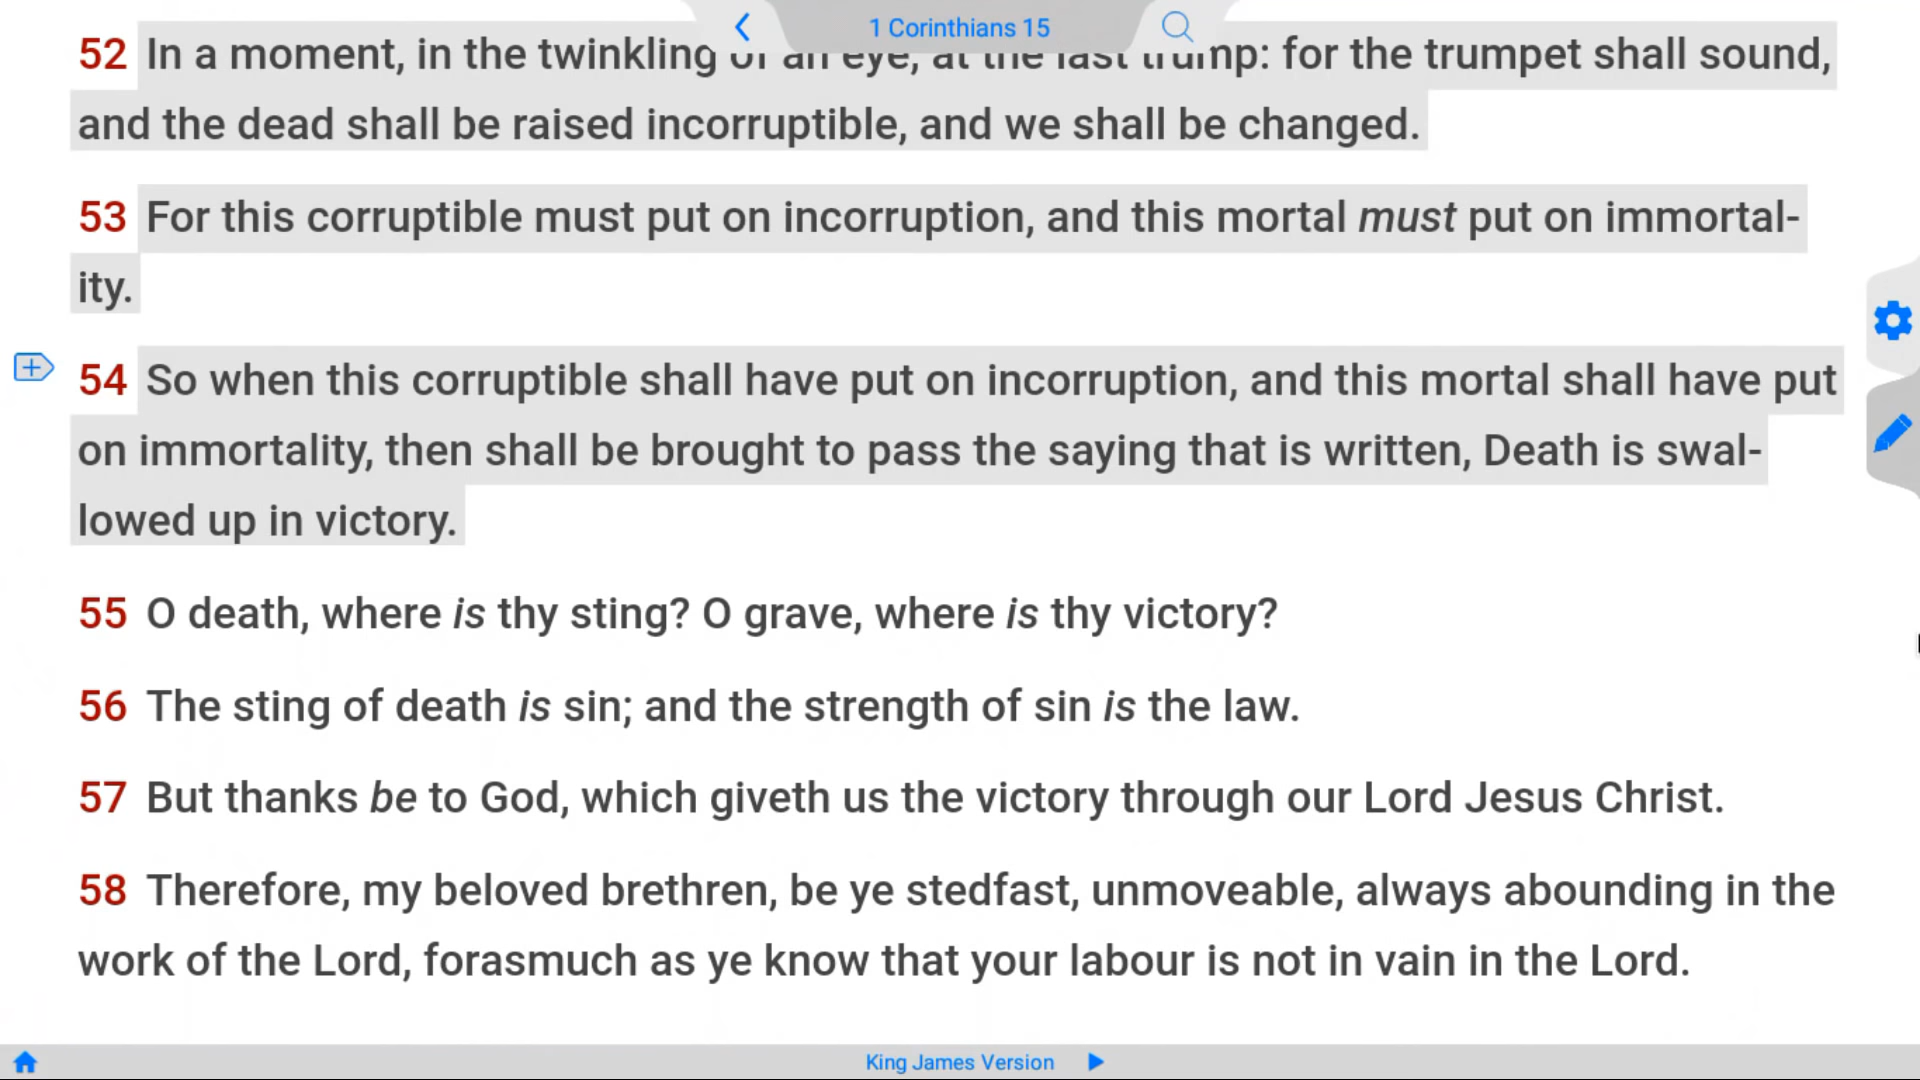 1 Corinthians 15
52 In a moment, in the twinkling of an eye, at the last trump: for the trumpet shall sound,
and the dead shall be raised incorruptible, and we shall be changed.
53 For this corruptible must put on incorruption, and this mortal must put on immortal-
ity.
54 So when this corruptible shall have put on incorruption, and this mortal shall have put
on immortality, then shall be brought to pass the saying that is written, Death is swal-
lowed up in victory.
55 O death, where is thy sting? O grave, where is thy victory?
56 The sting of death is sin; and the strength of sin is the law.
57 But thanks be to God, which giveth us the victory through our Lord Jesus Christ.
58 Therefore, my beloved brethren, be ye stedfast, unmoveable, always abounding in the
work of the Lord, forasmuch as ye know that your labour is not in vain in the Lord.
King James Version